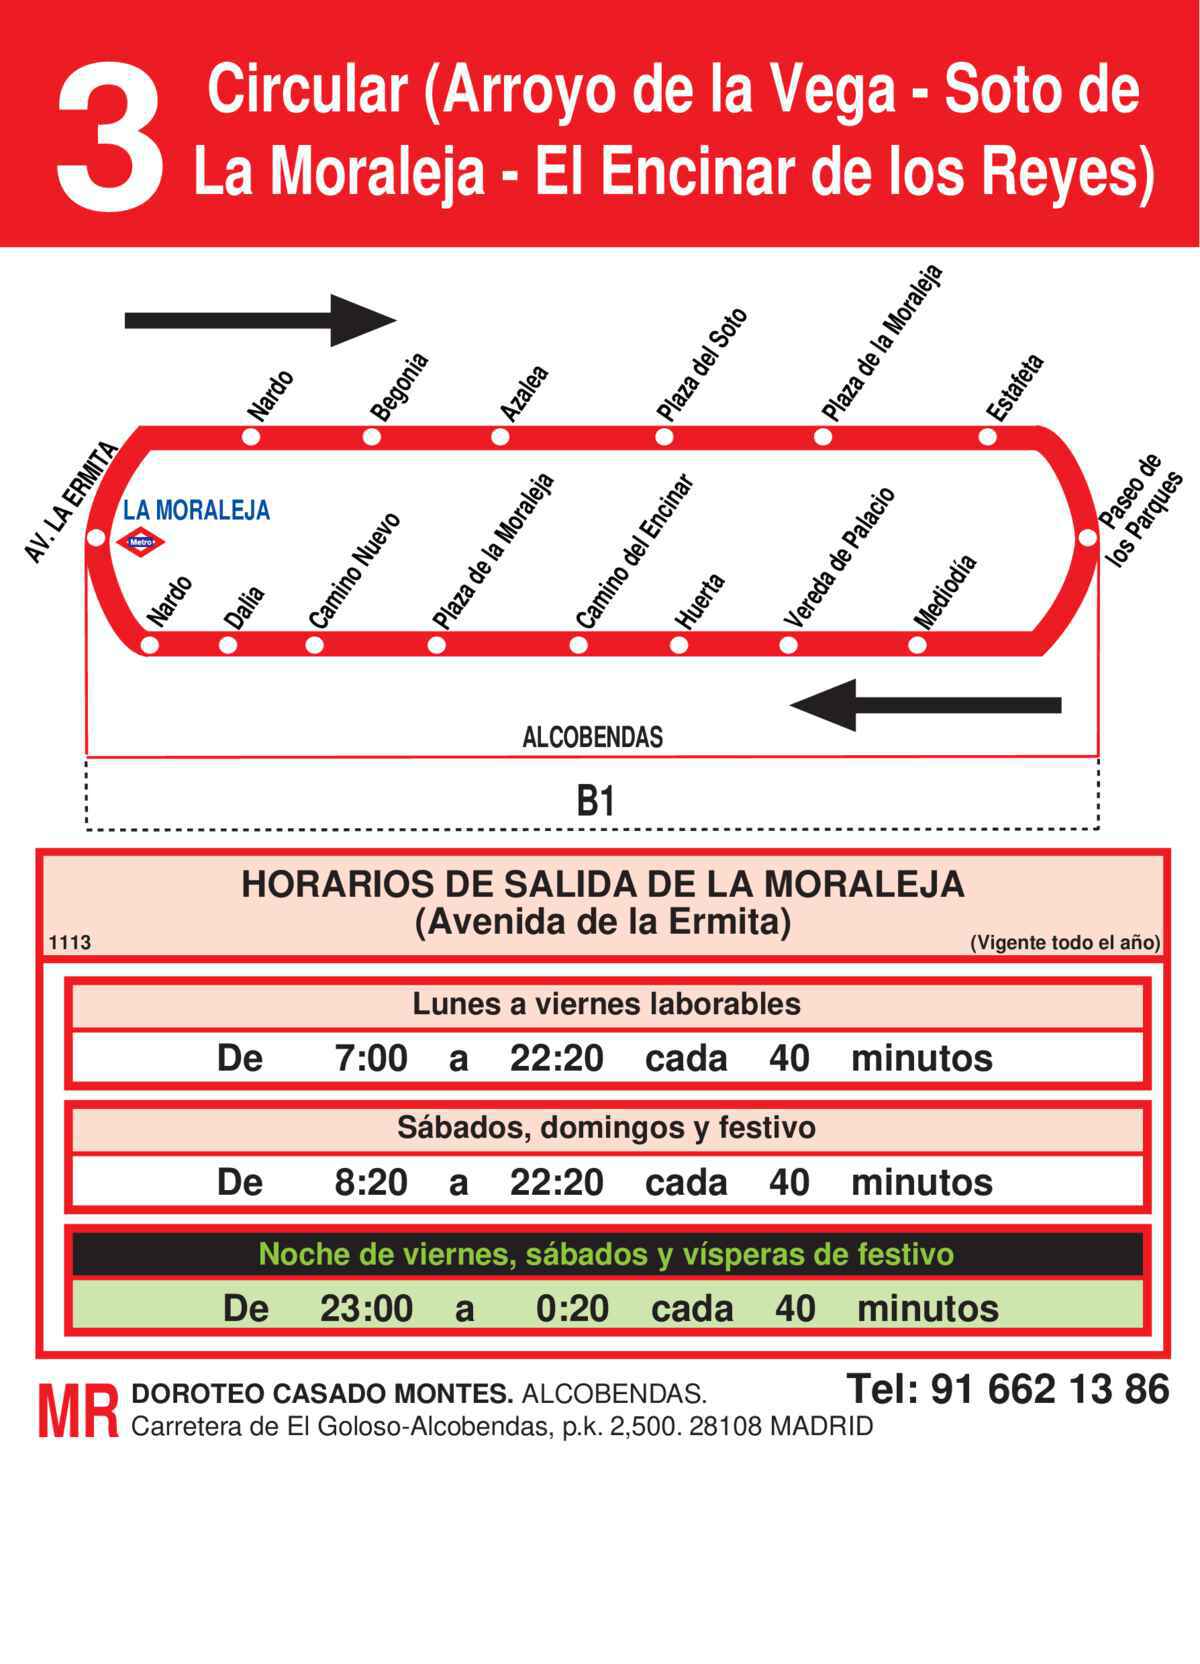 3
Circular (Arroyo de la Vega - Soto de
La Moraleja - El Encinar de los Reyes)
Nardo
Begonia
Azalea
Plaza del Soto
Plaza de la Moraleja
Estafeta
AV. LA ERMITA
LA MORALEJA
Metro
Paseo de
los Parques
Nardo
Dalia
Camino Nuevo
Plaza de la Moraleja
Camino del Encinar
Huerta
Vereda de Palacio
Mediodía
ALCOBENDAS
B1
HORARIOS DE SALIDA DE LA MORALEJA
(Avenida de la Ermita)
1113
(Vigente todo el año)
Lunes a viernes laborables
De 7:00 a 22:20 cada 40 minutos
Sábados, domingos y festivo
De 8:20 a 22:20 cada 40 minutos
Noche de viernes, sábados y vísperas de festivo
De 23:00 a 0:20 cada 40 minutos
MR
DOROTEO CASADO MONTES. ALCOBENDAS.
Tel: 91 662 13 86
Carretera de El Goloso-Alcobendas, p.k. 2,500. 28108 MADRID